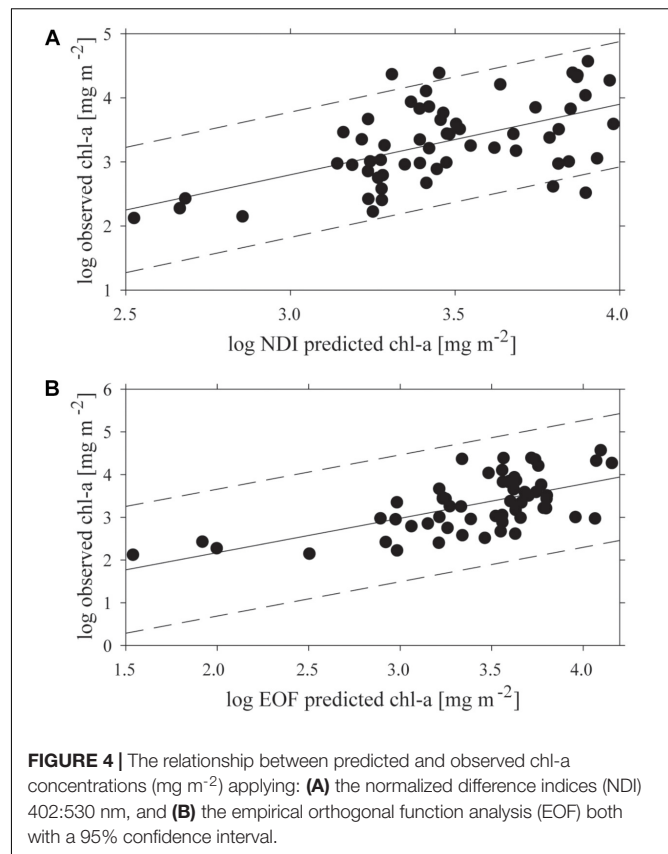 A
5
4
3
2
1
log observed chl-a [mg m -2]
2.5 3.0 3.5 4.0
log NDI predicted chl-a [mg m-2]
B
6
5
4
3
2
1
0
log observed chl-a [mg m -2]
1.5 2.0 2.5 3.0 3.5 4.0
log EOF predicted chl-a [mg m-2]
FIGURE 4 | The relationship between predicted and observed chl-a
concentrations (mg m-2) applying: (A) the normalized difference indices (NDI)
402:530 nm, and (B) the empirical orthogonal function analysis (EOF) both
with a 95% confidence interval.